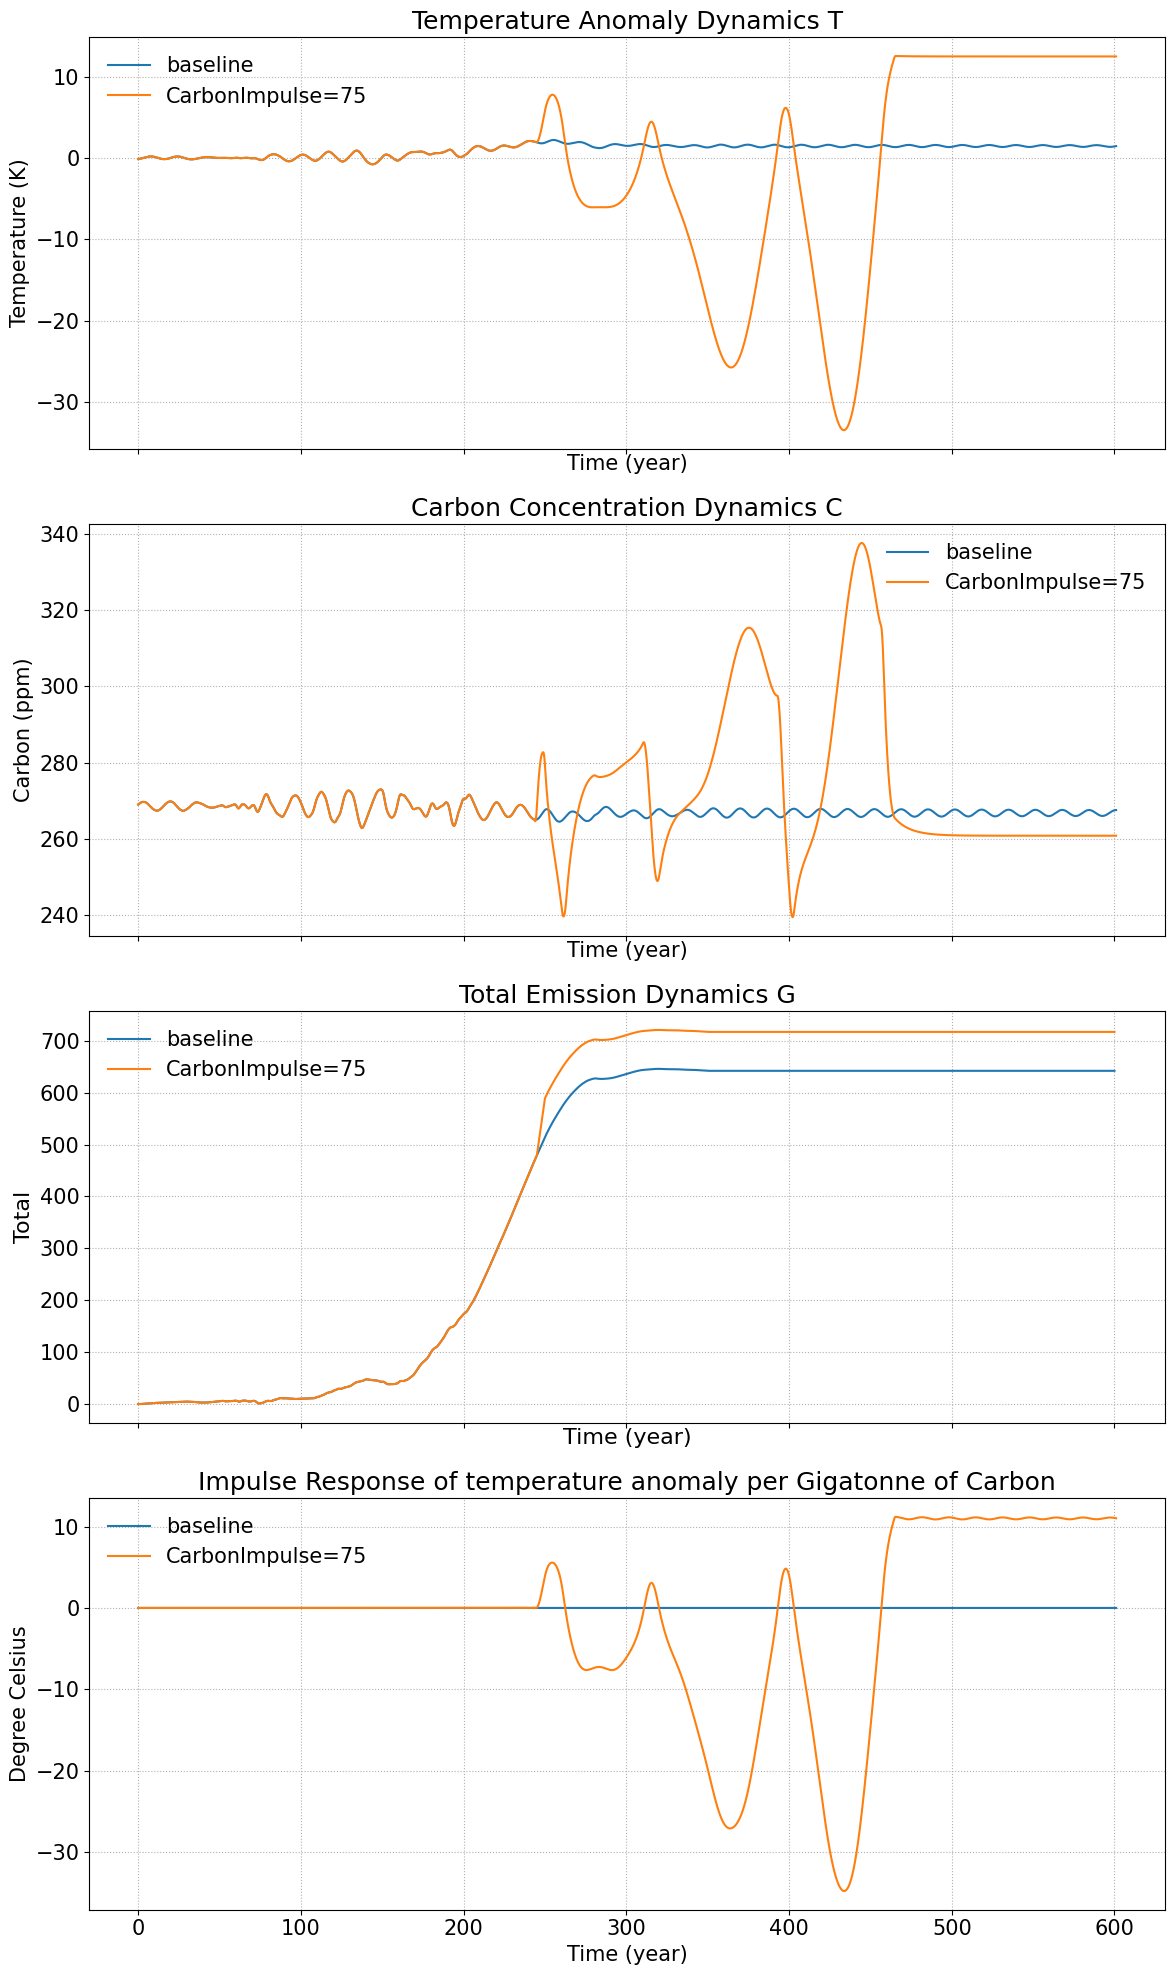 Temperature Anomaly Dynamics T
baseline
CarbonImpulse=75
10
0
−10
−20
−30
Temperature (K)
Time (year)
Carbon Concentration Dynamics C
baseline
CarbonImpulse=75
340
320
300
280
260
240
Carbon (ppm)
Time (year)
Total Emission Dynamics G
baseline
CarbonImpulse=75
700
600
500
400
300
200
100
0
Total
Time (year)
Impulse Response of temperature anomaly per Gigatonne of Carbon
baseline
CarbonImpulse=75
10
0
−10
−20
−30
Degree Celsius
0 100 200 300 400 500 600
Time (year)